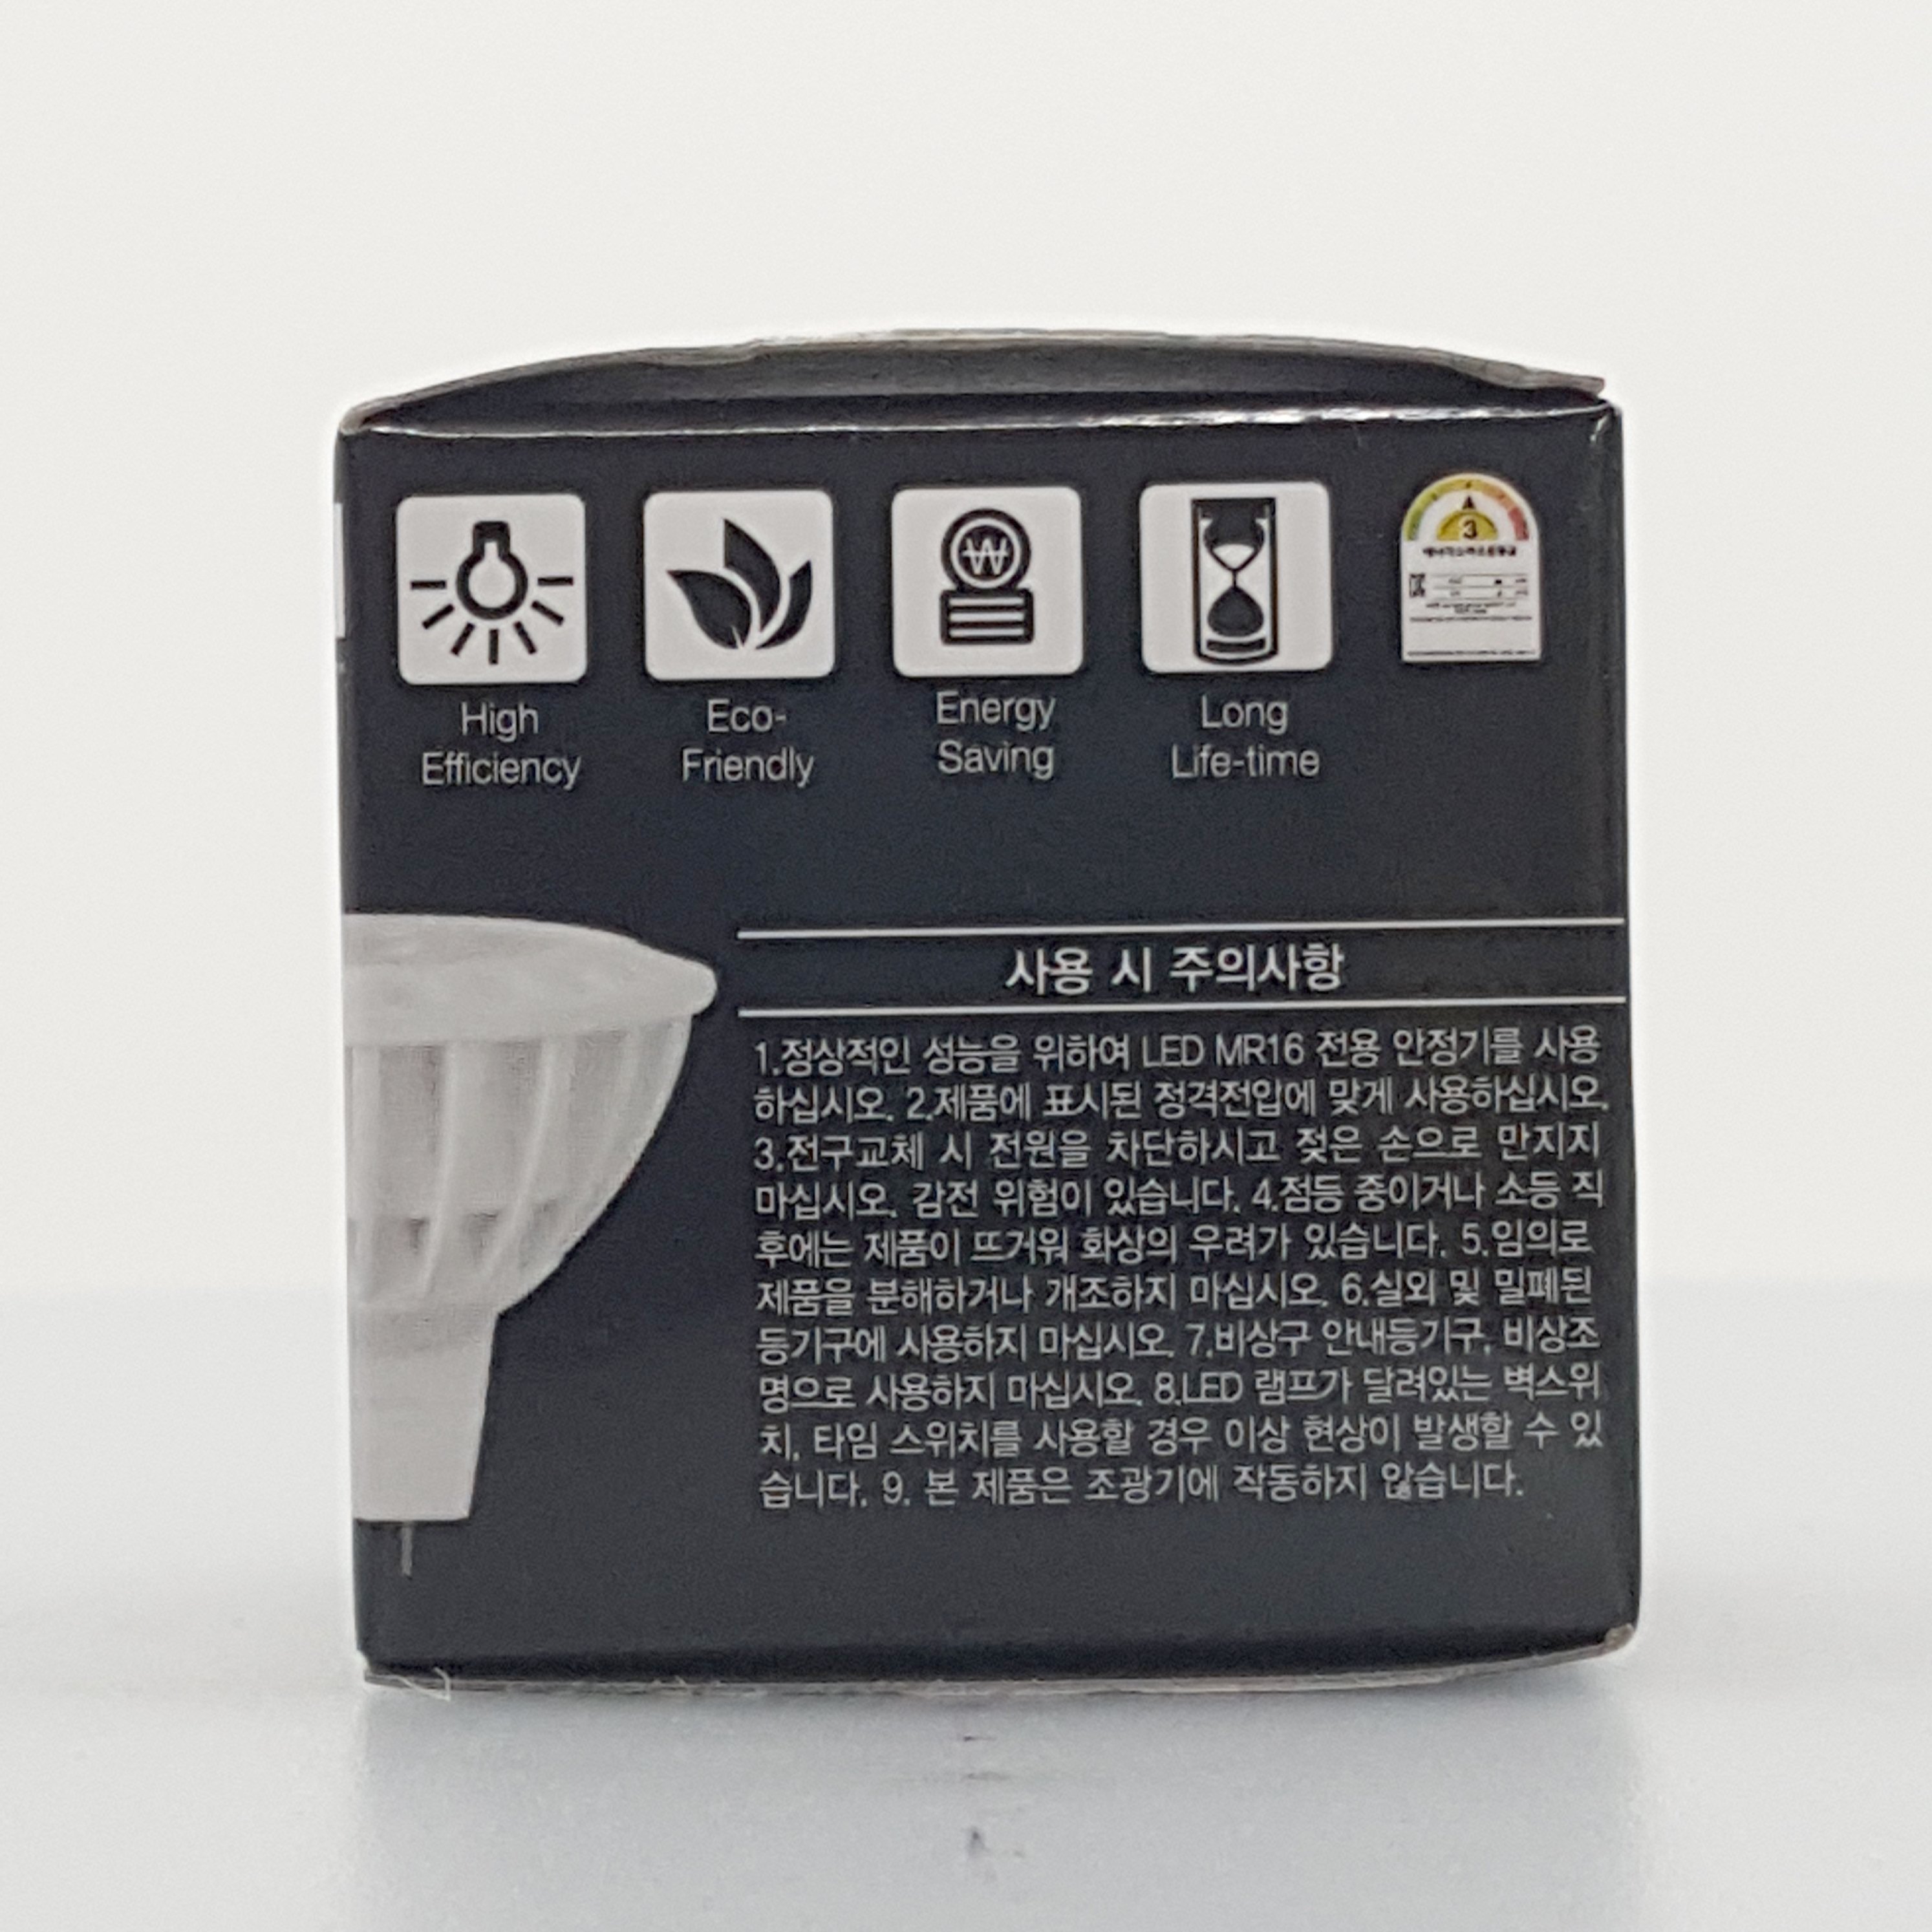 High
Efficiency
Eco-
Friendly
Energy
Saving
Long
Life-time
3
에너지소비효율등급
사용 시 주의사항
1.정상적인 성능을 위하여 LED MR16 전용 안정기를 사용
하십시오. 2.제품에 표시된 정격전압에 맞게 사용하십시오.
3.전구교체 시 전원을 차단하시고 젖은 손으로 만지지
마십시오. 감전 위험이 있습니다. 4.점등 중이거나 소등 직
후에는 제품이 뜨거워 화상의 우려가 있습니다. 5.임의로
제품을 분해하거나 개조하지 마십시오. 6.실외 및 밀폐된
등기구에 사용하지 마십시오. 7.비상구 안내등기구, 비상조
명으로 사용하지 마십시오. 8.LED 램프가 달려있는 벽스위
치, 타임 스위치를 사용할 경우 이상 현상이 발생할 수 있
습니다. 9. 본 제품은 조광기에 작동하지 않습니다.